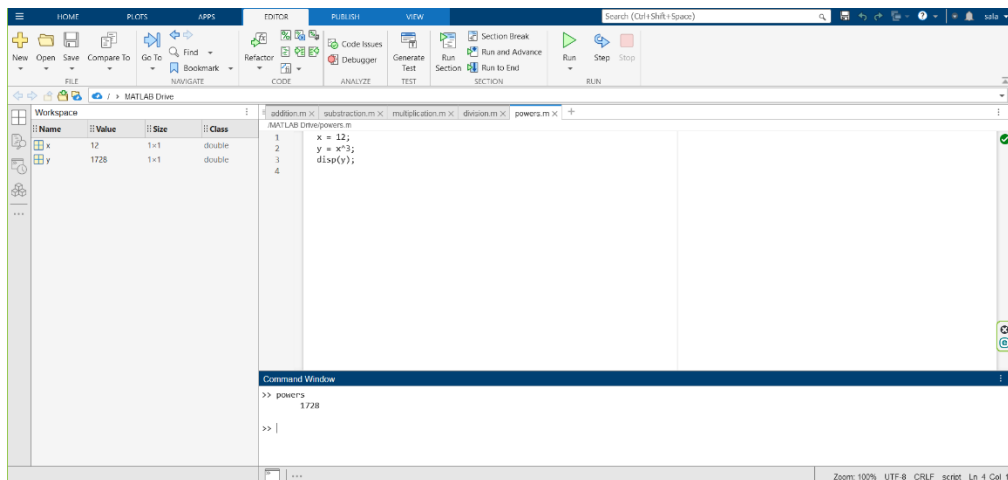 HOME PLOTS APPS EDITOR PUBLISH VIEW Search (Ctrl+Shift+Space) sala
New Open Save Compare To Go To Find Bookmark Refactor Code Issues Debugger Generate Test Run Section Section Break Run and Advance Run to End Run Step Stop
FILE NAVIGATE CODE ANALYZE TEST SECTION RUN
/ > MATLAB Drive
Workspace
Name Value Size Class
x 12 1×1 double
y 1728 1×1 double
addition.m × substraction.m × multiplication.m × division.m × powers.m × +
/MATLAB Drive/powers.m
1 x = 12;
2 y = x^3;
3 disp(y);
4
Command Window
>> powers
1728
>>
Zoom: 100% UTF-8 CRLF script Ln 4 Col 1